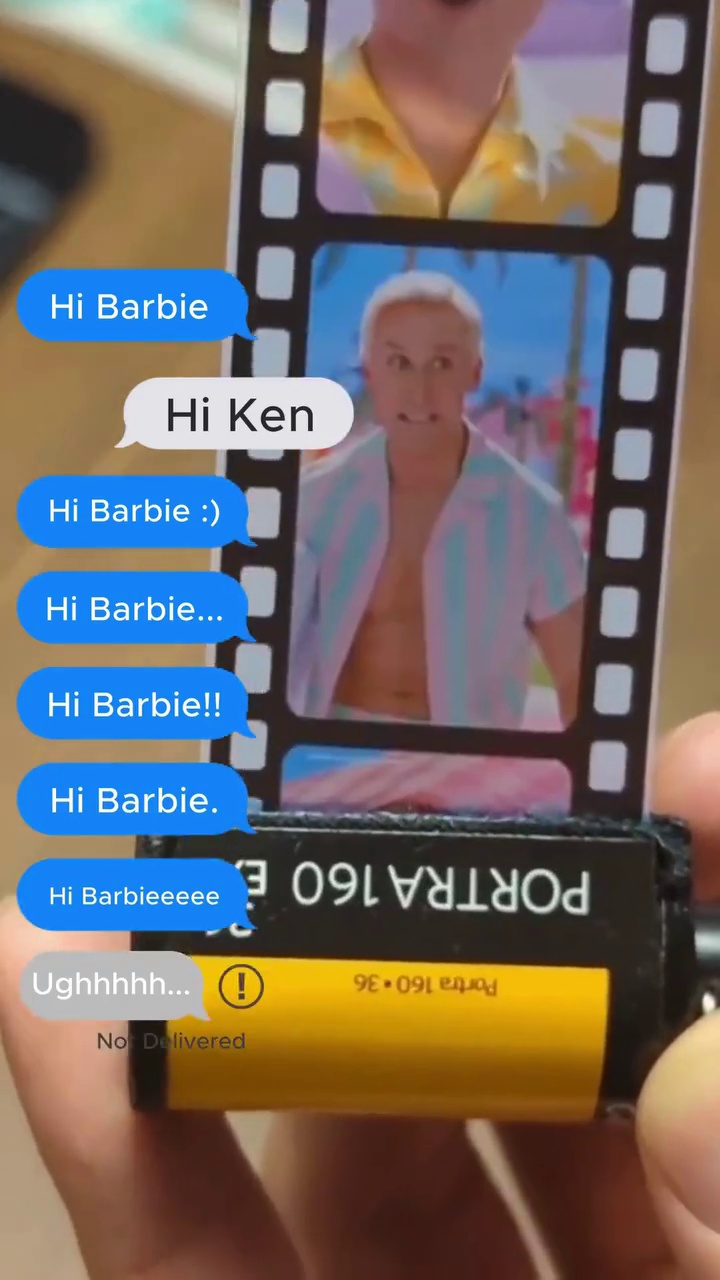 Hi Barbie
Hi Ken
Hi Barbie :)
Hi Barbie...
Hi Barbie!!
Hi Barbie.
Hi Barbieeeee
PORTRA 160
Ughhhhh...
!
Portra 160 • 36
Not Delivered